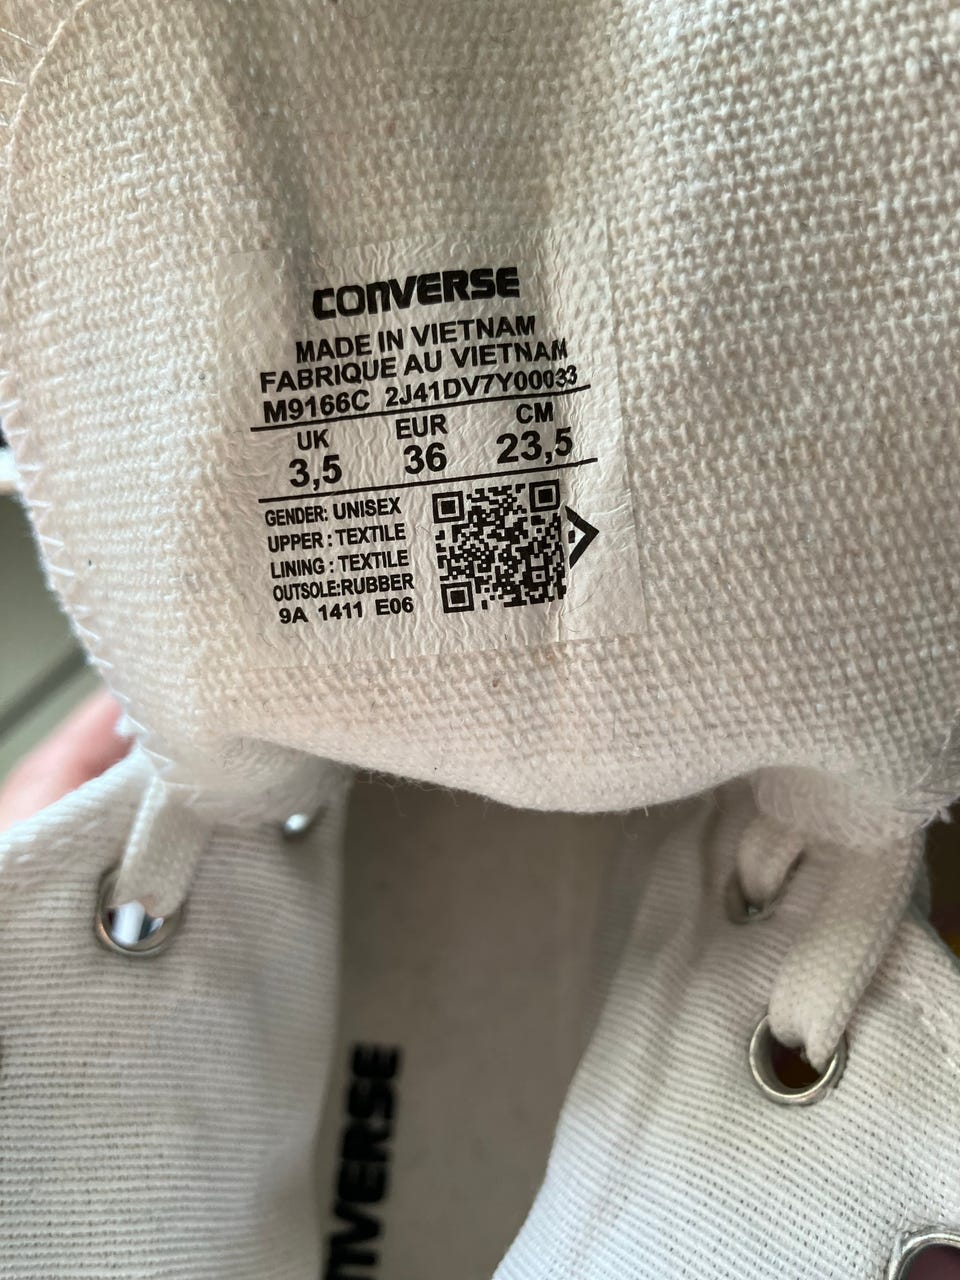 CONVERSE
MADE IN VIETNAM
FABRIQUE AU VIETNAM
M9166C 2J41DV7Y00033
UK EUR CM
3,5 36 23,5
GENDER: UNISEX
UPPER : TEXTILE
LINING : TEXTILE
OUTSOLE:RUBBER
9A 1411 E06
NVERSE